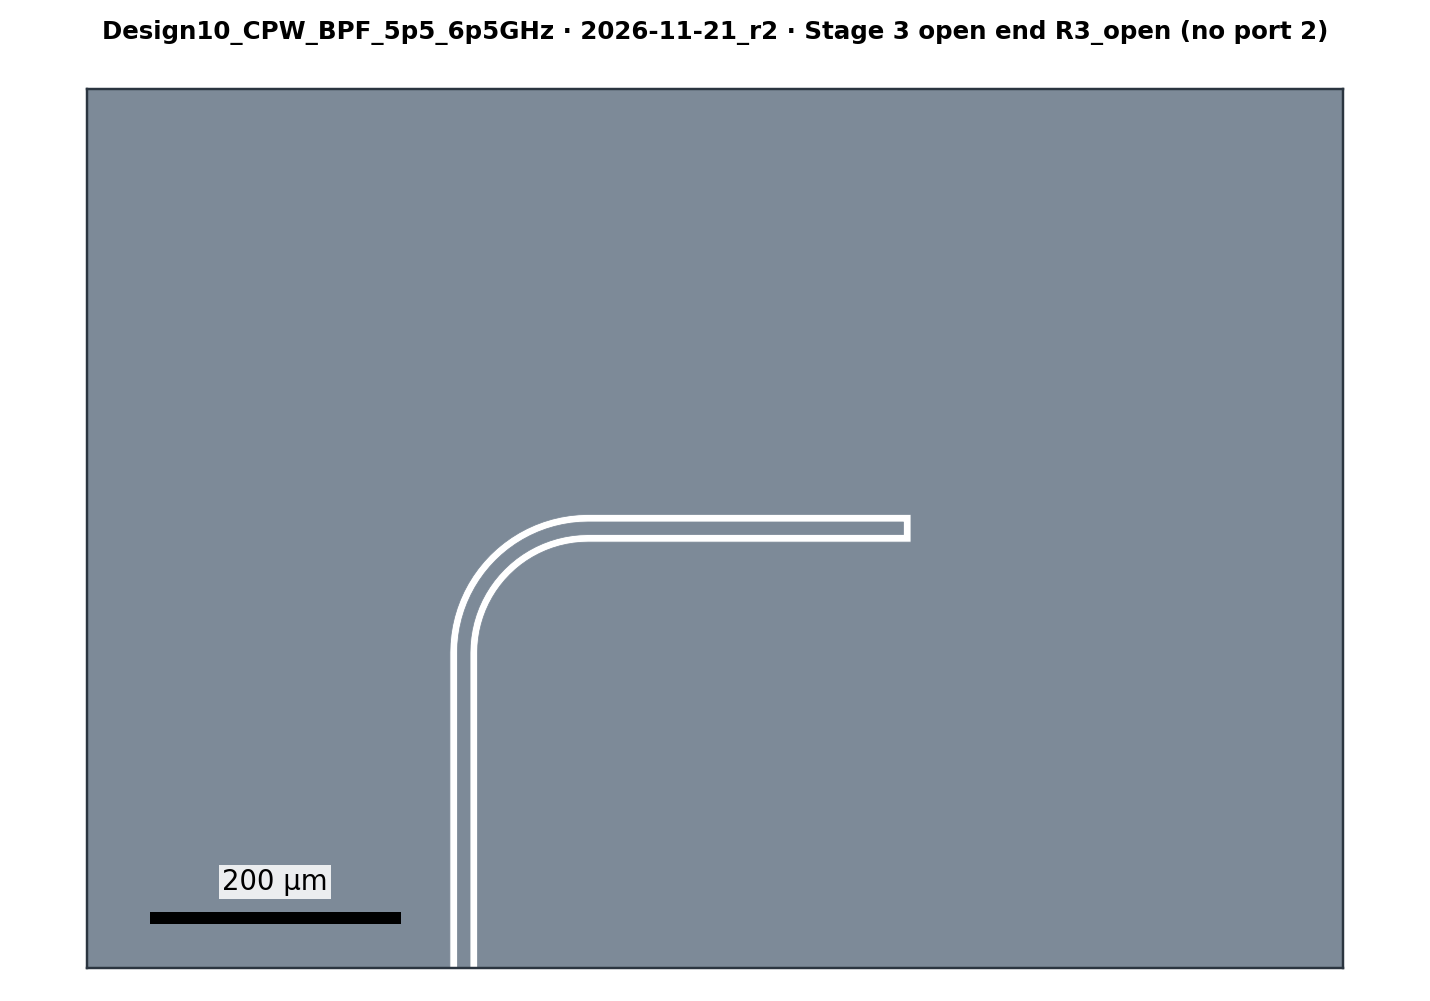 Design10_CPW_BPF_5p5_6p5GHz · 2026-11-21_r2 · Stage 3 open end R3_open (no port 2)
200 µm